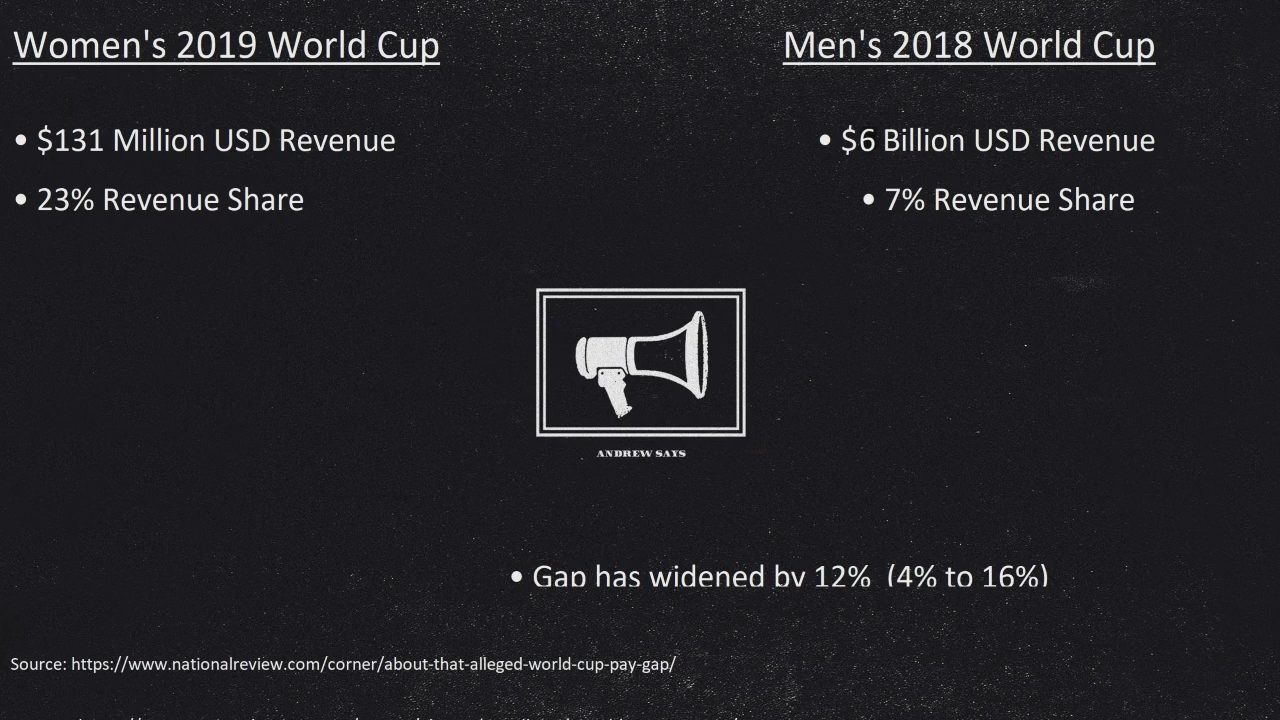 Women's 2019 World Cup
• $131 Million USD Revenue
• 23% Revenue Share
Men's 2018 World Cup
• $6 Billion USD Revenue
• 7% Revenue Share
ANDREW SAYS
• Gap has widened by 12% (4% to 16%)
Source: https://www.nationalreview.com/corner/about-that-alleged-world-cup-pay-gap/